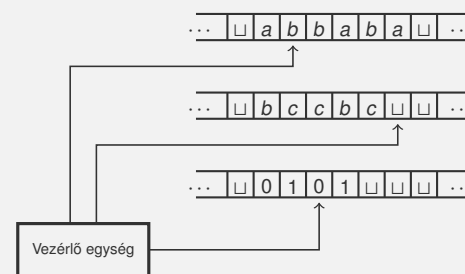 ... ⊔ a b b a b a ⊔ ...
... ⊔ b c c b c ⊔ ⊔ ...
... ⊔ 0 1 0 1 ⊔ ⊔ ⊔ ...
Vezérlő egység